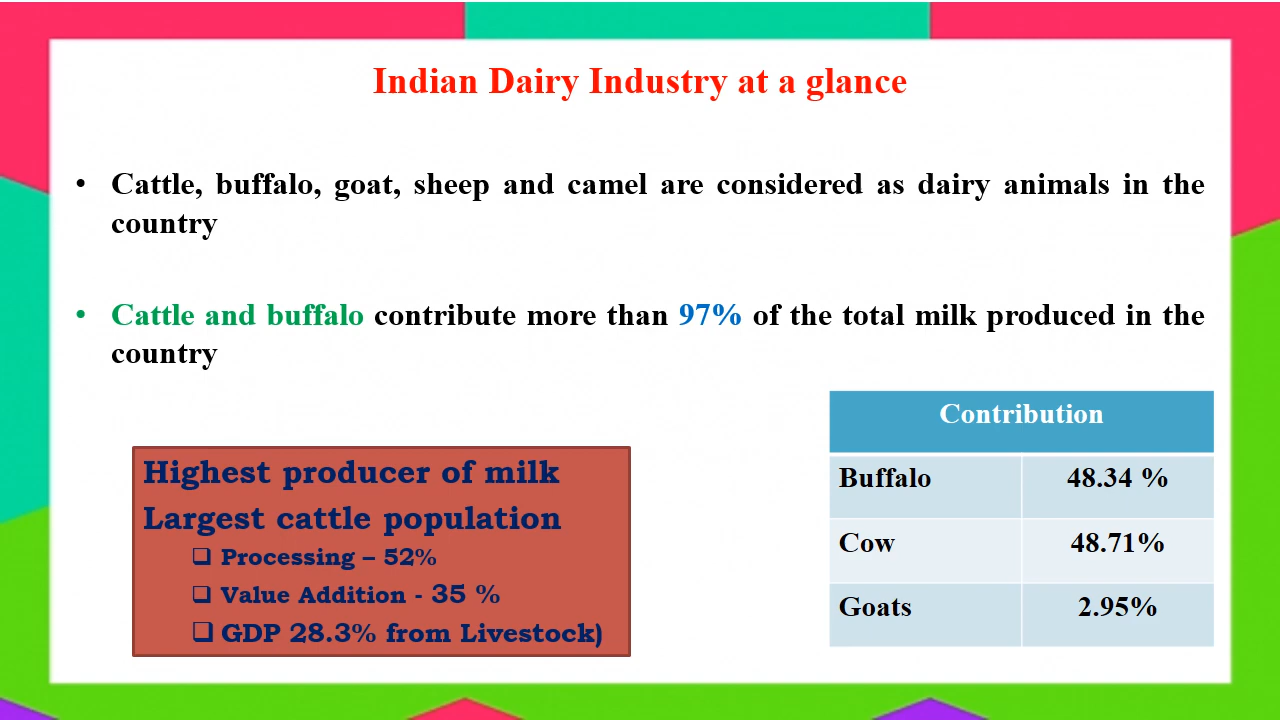 Indian Dairy Industry at a glance
• Cattle, buffalo, goat, sheep and camel are considered as dairy animals in the
country
• Cattle and buffalo contribute more than 97% of the total milk produced in the
country
Highest producer of milk
Largest cattle population
❑ Processing – 52%
❑ Value Addition - 35 %
❑ GDP 28.3% from Livestock)
Contribution
Buffalo 48.34 %
Cow 48.71%
Goats 2.95%